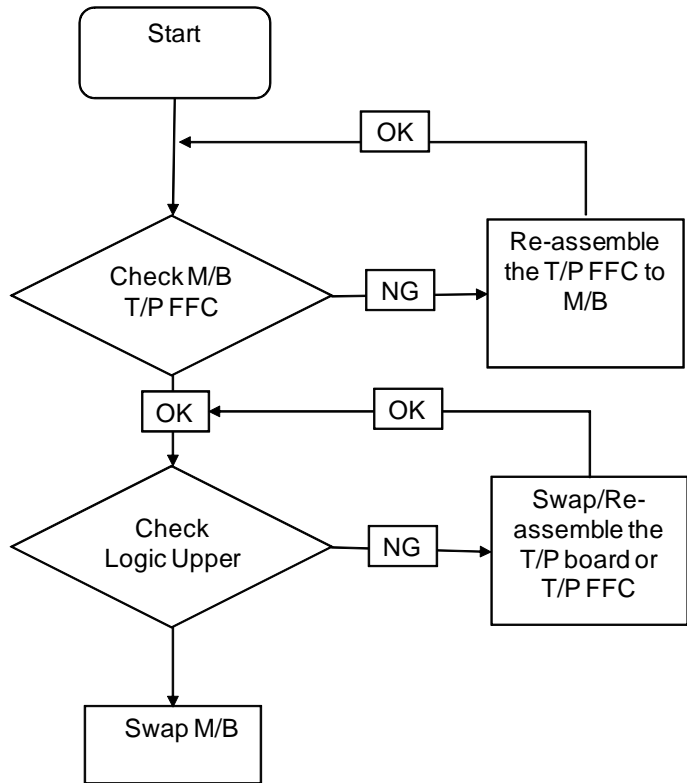 Start
OK
Check M/B
T/P FFC
NG
Re-assemble
the T/P FFC to
M/B
OK
OK
Check
Logic Upper
NG
Swap/Re-
assemble the
T/P board or
T/P FFC
Swap M/B